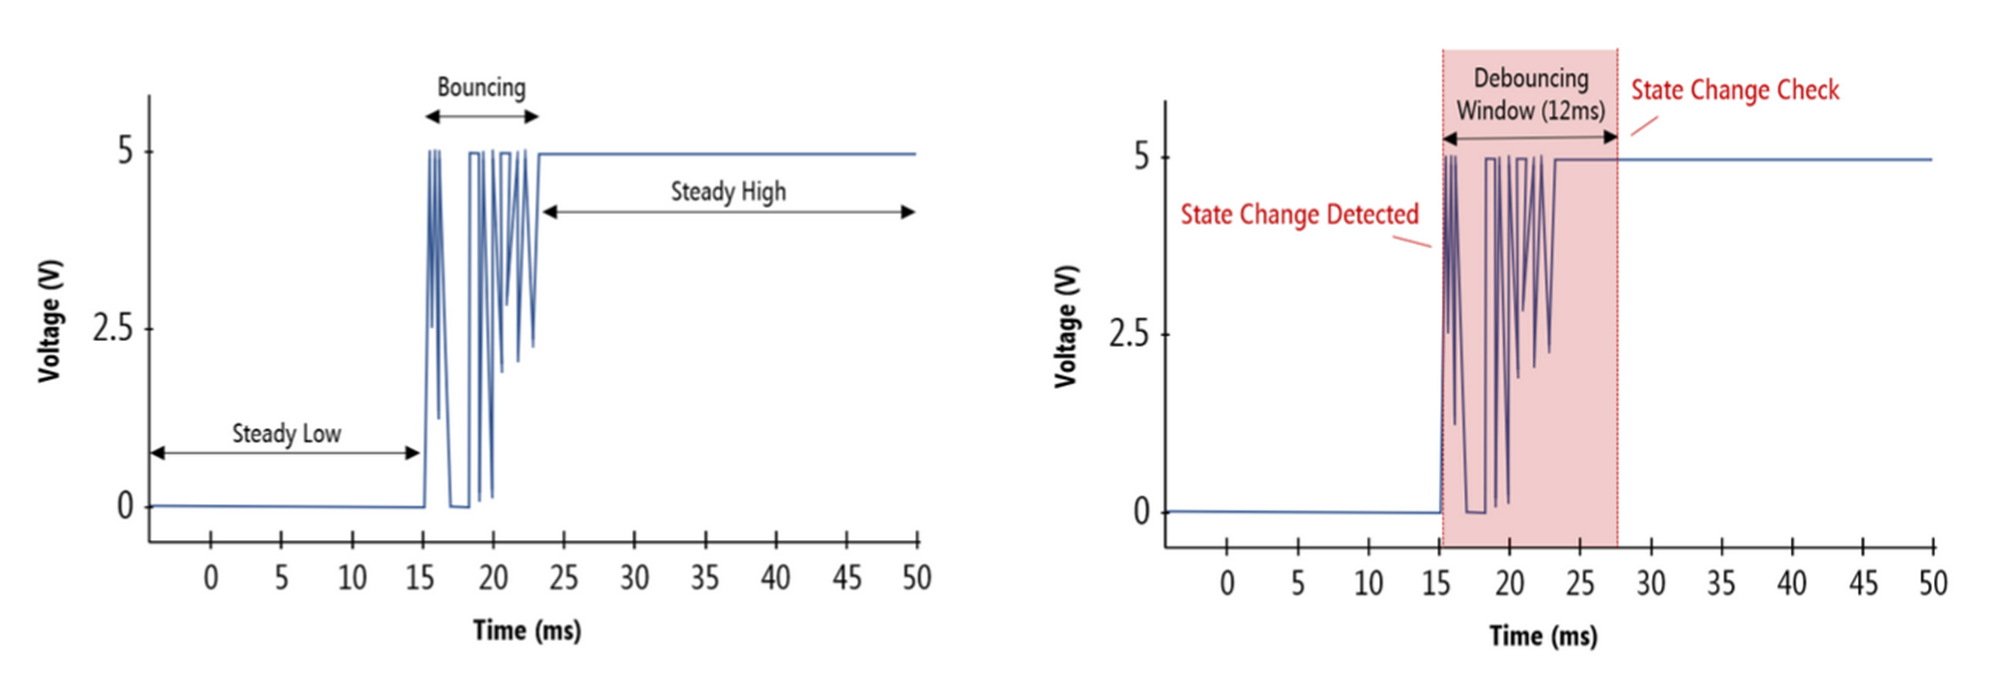 Bouncing
5
Steady High
Voltage (V)
2.5
Steady Low
0
0 5 10 15 20 25 30 35 40 45 50
Time (ms)
Debouncing
Window (12ms)
State Change Check
5
State Change Detected
Voltage (V)
2.5
0
0 5 10 15 20 25 30 35 40 45 50
Time (ms)